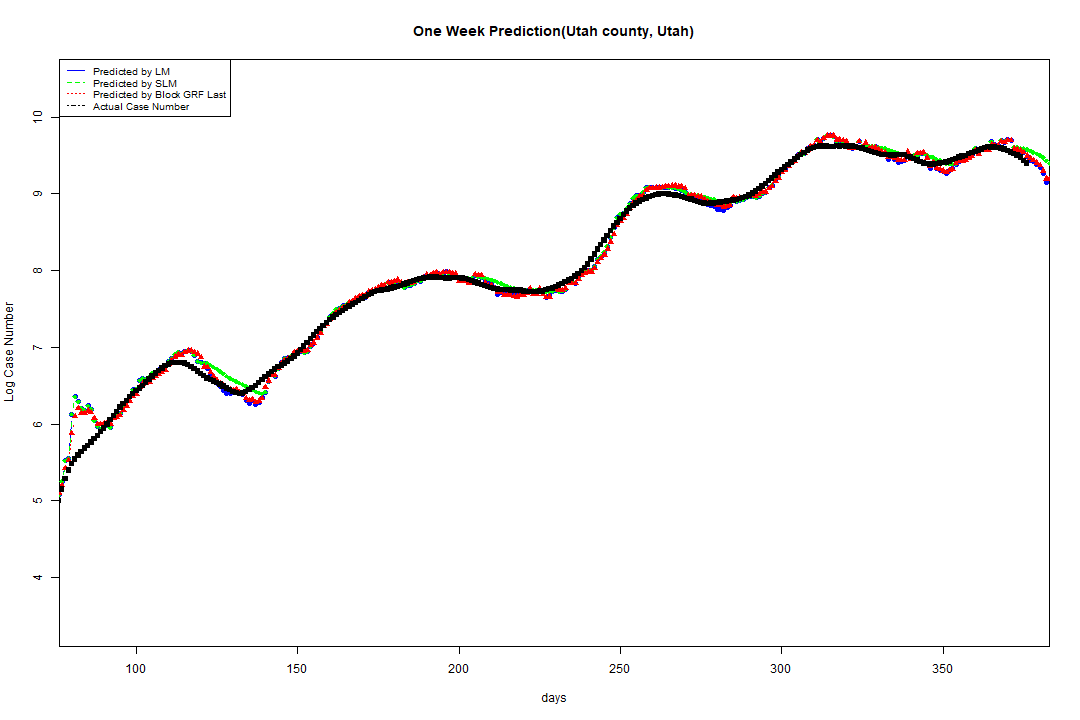 One Week Prediction(Utah county, Utah)
Predicted by LM
Predicted by SLM
Predicted by Block GRF Last
Actual Case Number
10
9
8
7
6
5
4
Log Case Number
100 150 200 250 300 350
days